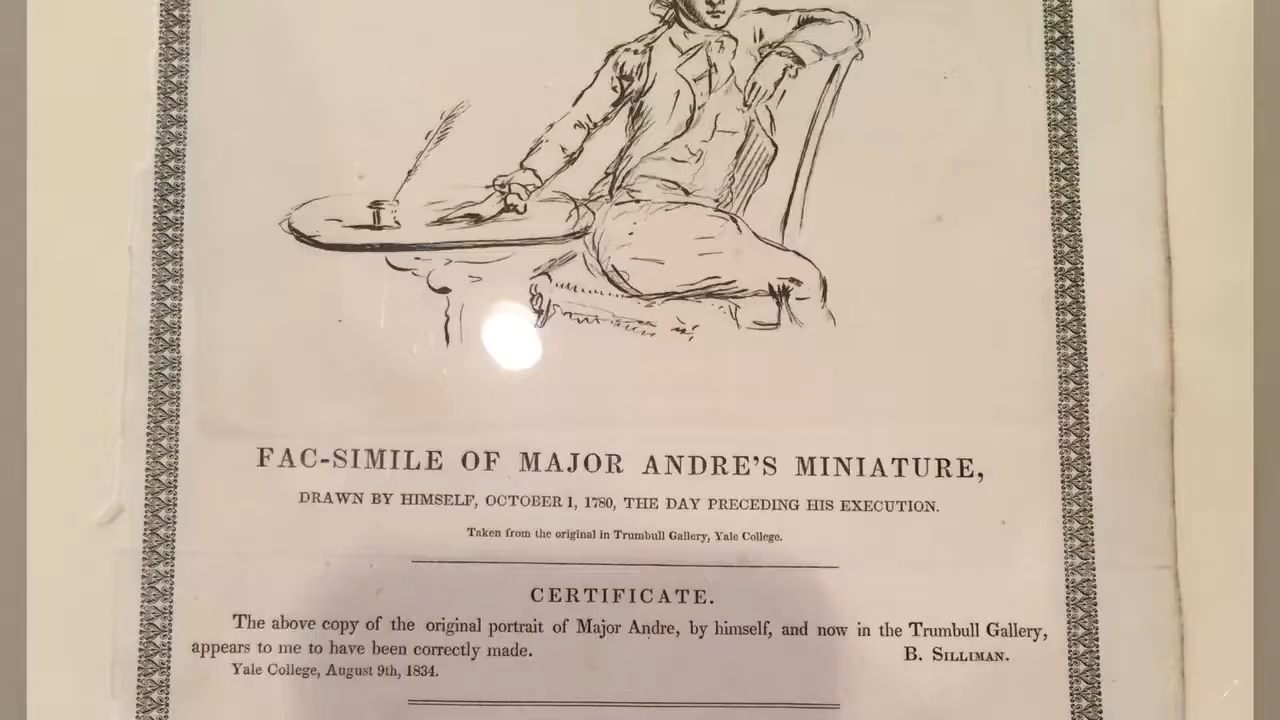 FAC-SIMILE OF MAJOR ANDRE'S MINIATURE,
DRAWN BY HIMSELF, OCTOBER 1, 1780, THE DAY PRECEDING HIS EXECUTION.
Taken from the original in Trumbull Gallery, Yale College.
CERTIFICATE.
The above copy of the original portrait of Major Andre, by himself, and now in the Trumbull Gallery,
appears to me to have been correctly made. B. SILLIMAN.
Yale College, August 9th, 1834.